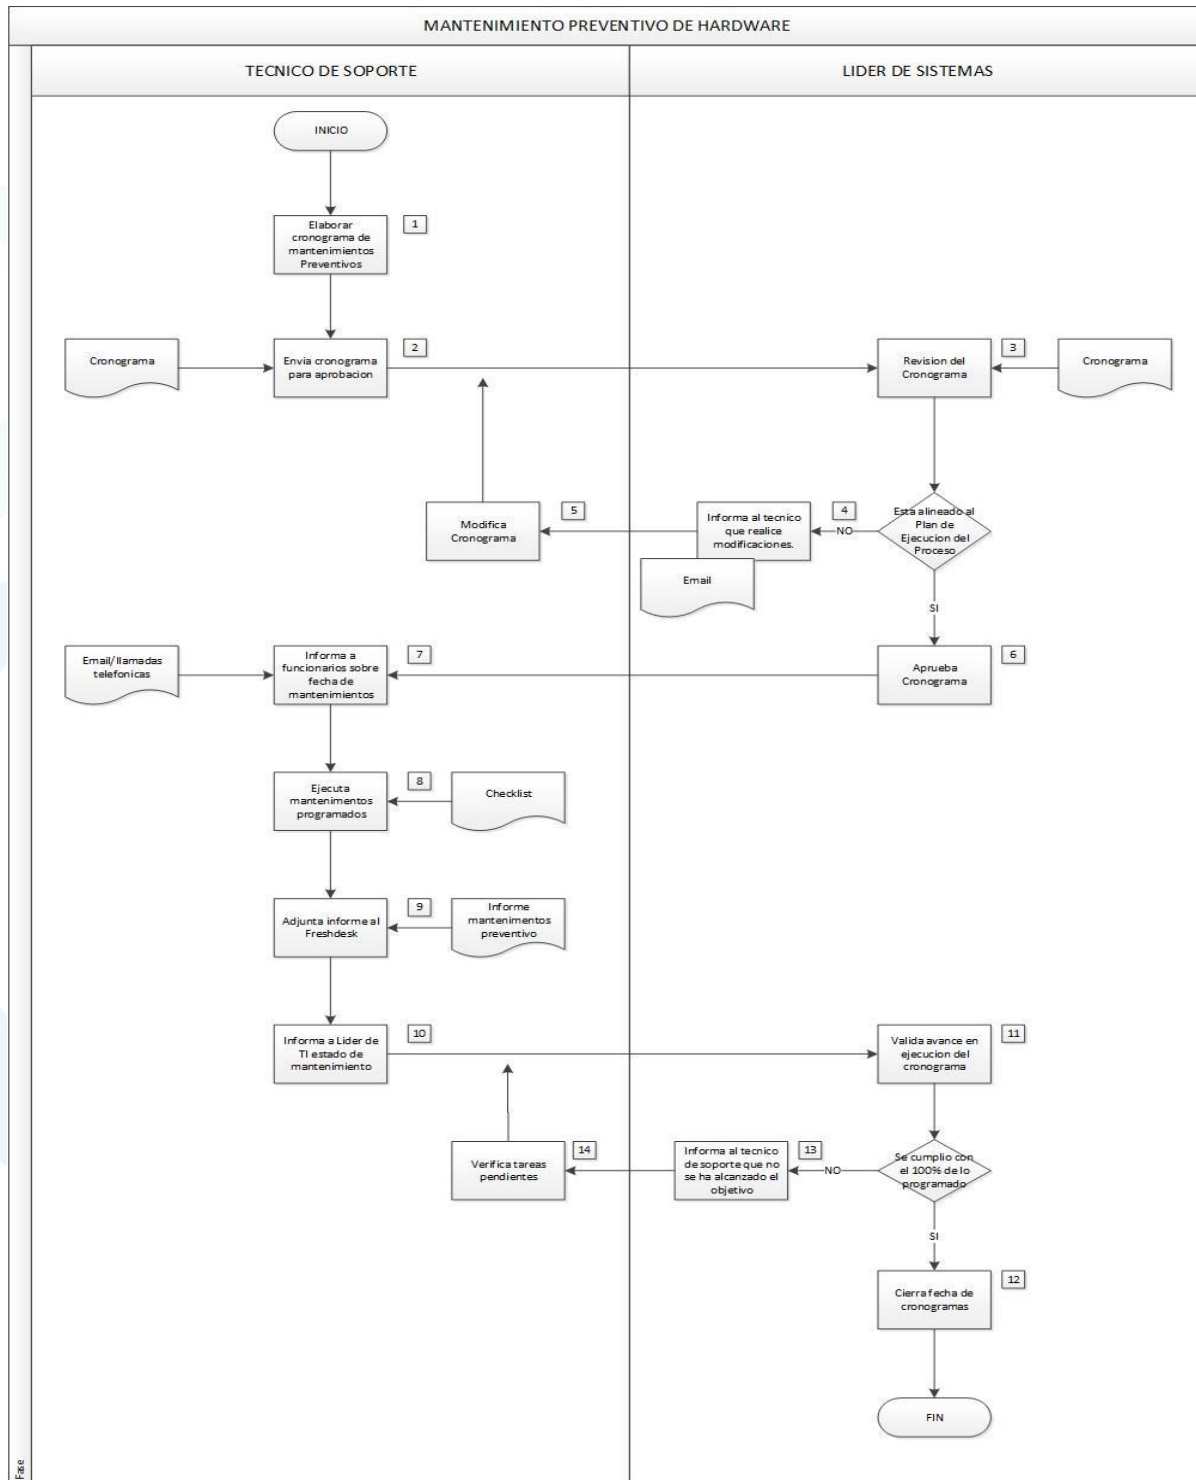 MANTENIMIENTO PREVENTIVO DE HARDWARE
TECNICO DE SOPORTE
LIDER DE SISTEMAS
INICIO
Elaborar
cronograma de
mantenimientos
Preventivos
1
Cronograma
Envia cronograma
para aprobacion
2
Revision del
Cronograma
3
Cronograma
Modifica
Cronograma
5
Informa al tecnico
que realice
modificaciones.
4
Email
NO
Esta alineado al
Plan de
Ejecucion del
Proceso
SI
Email/llamadas
telefonicas
Informa a
funcionarios sobre
fecha de
mantenimientos
7
Aprueba
Cronograma
6
Ejecuta
mantenimentos
programados
8
Checklist
Adjunta informe al
Freshdesk
9
Informe
mantenimentos
preventivo
Informa a Lider de
TI estado de
mantenimiento
10
Valida avance en
ejecucion del
cronograma
11
Verifica tareas
pendientes
14
Informa al tecnico
de soporte que no
se ha alcanzado el
objetivo
13
NO
Se cumplio con
el 100% de lo
programado
SI
Cierra fecha de
cronogramas
12
FIN
Fase